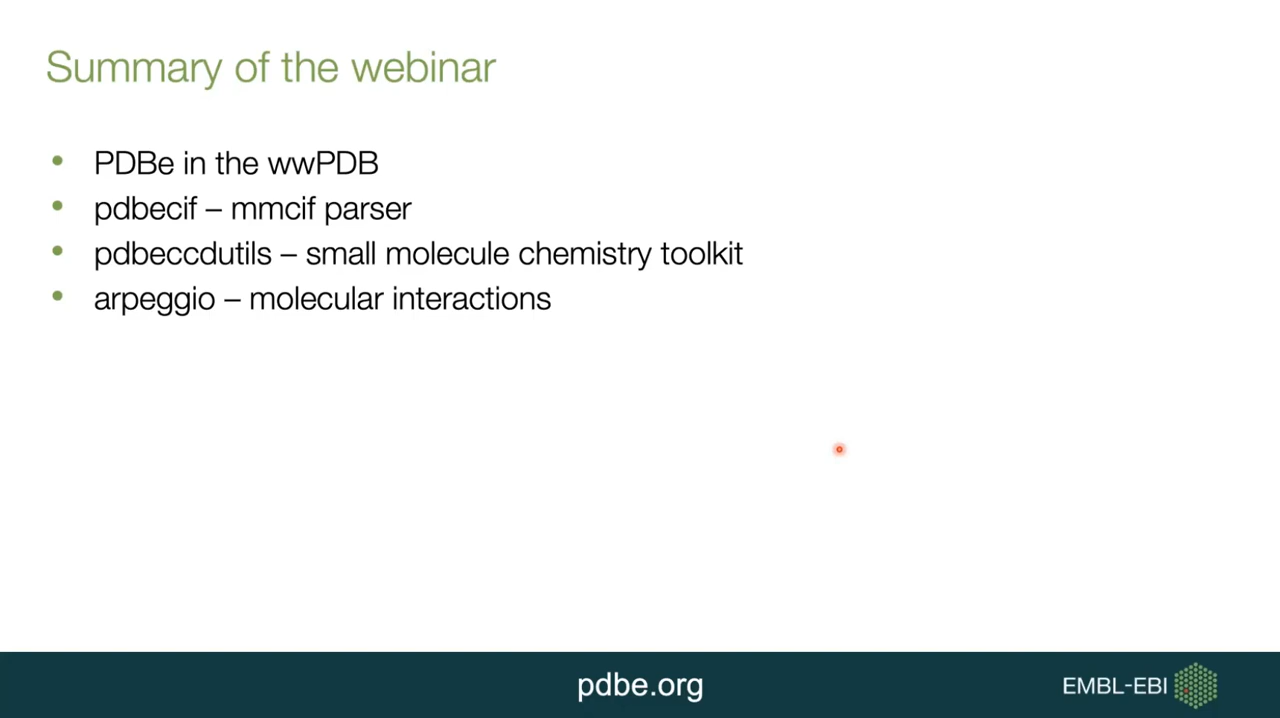 Summary of the webinar
• PDBe in the wwPDB
• pdbecif – mmcif parser
• pdbeccdutils – small molecule chemistry toolkit
• arpeggio – molecular interactions
pdbe.org
EMBL-EBI